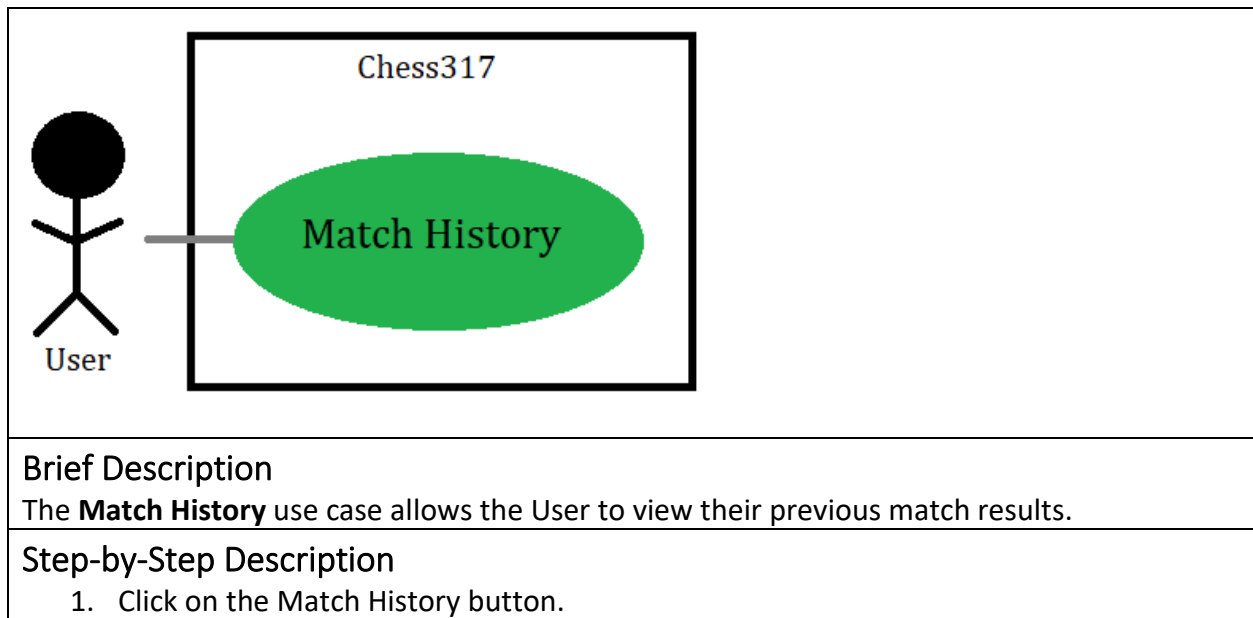 Chess317
Match History
User
Brief Description
The Match History use case allows the User to view their previous match results.
Step-by-Step Description
1. Click on the Match History button.